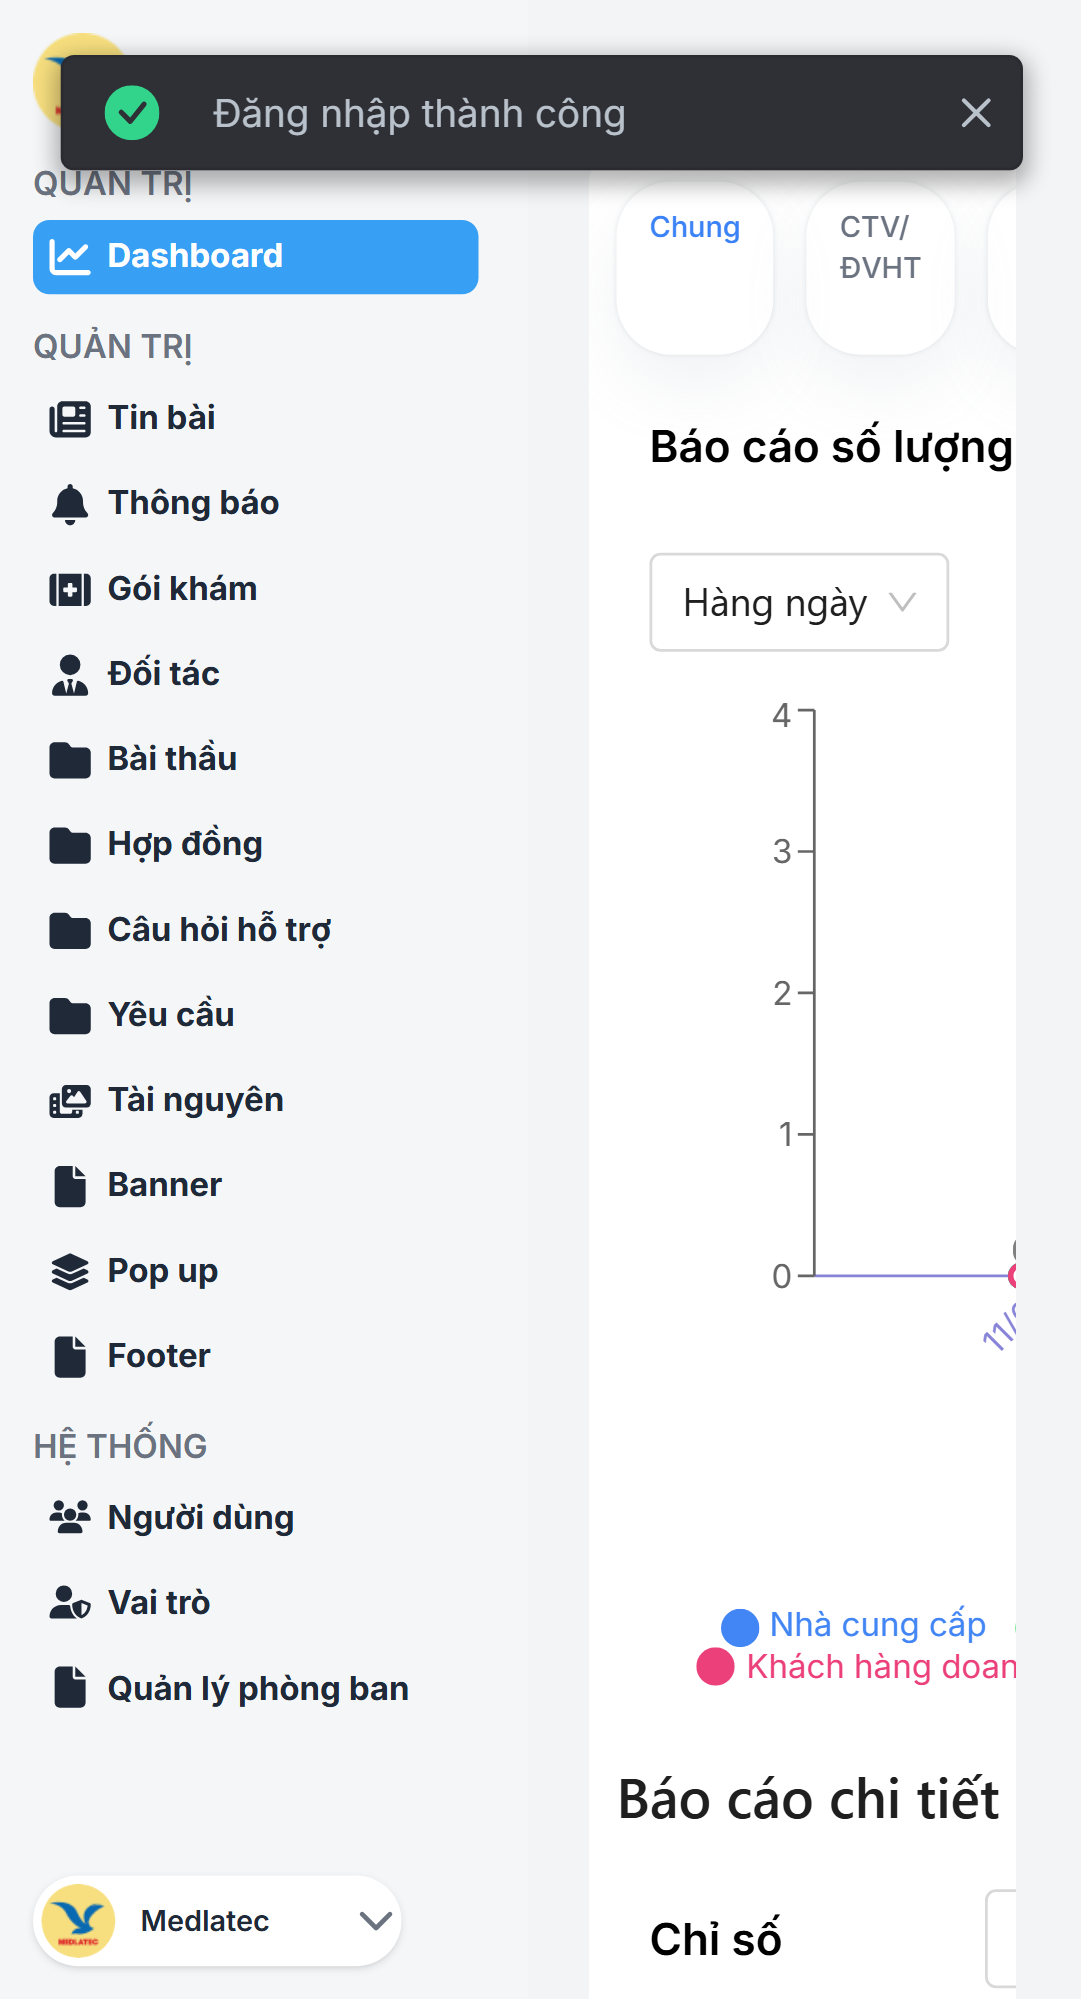 Đăng nhập thành công
QUẢN TRỊ
Dashboard
QUẢN TRỊ
Tin bài
Thông báo
Gói khám
Đối tác
Bài thầu
Hợp đồng
Câu hỏi hỗ trợ
Yêu cầu
Tài nguyên
Banner
Pop up
Footer
HỆ THỐNG
Người dùng
Vai trò
Quản lý phòng ban
MEDLATEC
Medlatec
Chung
CTV/
ĐVHT
Báo cáo số lượng
Hàng ngày
4
3
2
1
0
11/
Nhà cung cấp
Khách hàng doan
Báo cáo chi tiết
Chỉ số